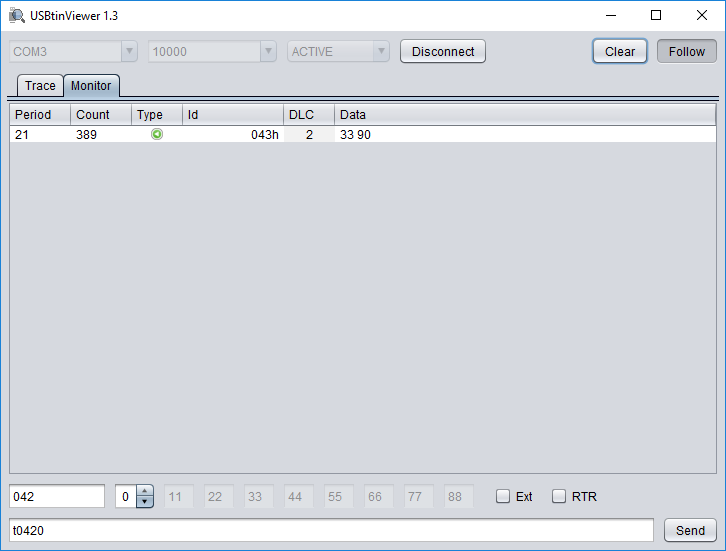 USBtinViewer 1.3
COM3 10000 ACTIVE Disconnect Clear Follow
Trace Monitor
Period Count Type Id DLC Data
21 389 043h 2 33 90
042 0 11 22 33 44 55 66 77 88 Ext RTR
t0420 Send